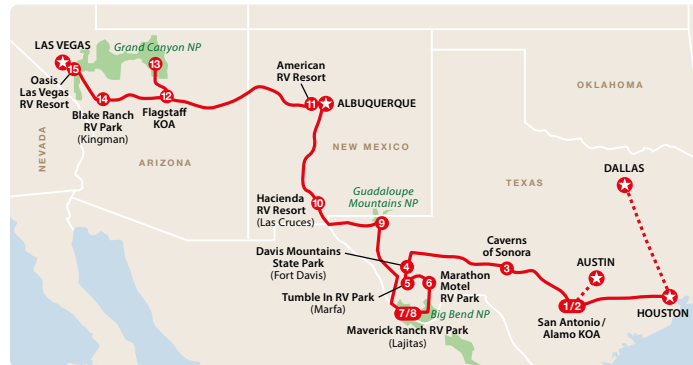 LAS VEGAS
Grand Canyon NP
13
15
Oasis
Las Vegas
RV Resort
14
Blake Ranch
RV Park
(Kingman)
12
Flagstaff
KOA
American
RV Resort
11
ALBUQUERQUE
OKLAHOMA
NEVADA
ARIZONA
NEW MEXICO
TEXAS
DALLAS
Hacienda
RV Resort
(Las Cruces)
10
Guadaloupe
Mountains NP
9
Davis Mountains
State Park
(Fort Davis)
4
Caverns
of Sonora
3
AUSTIN
5
Tumble In RV Park
(Marfa)
6
Marathon
Motel
RV Park
7/8
Big Bend NP
Maverick Ranch RV Park
(Lajitas)
1/2
San Antonio /
Alamo KOA
HOUSTON